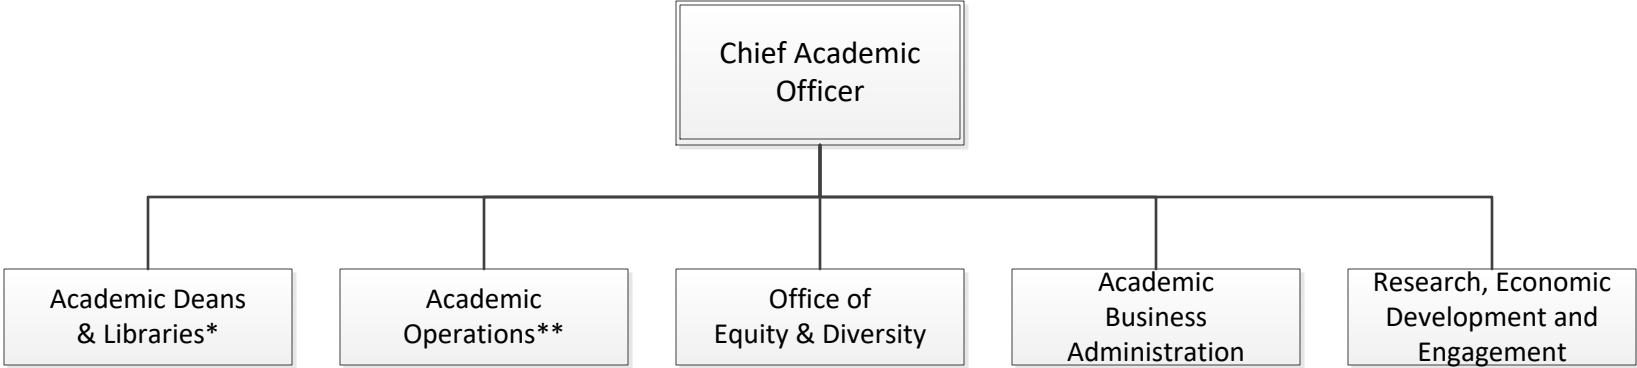 Chief Academic
Officer
Academic Deans
& Libraries*
Academic
Operations**
Office of
Equity & Diversity
Academic
Business
Administration
Research, Economic
Development and
Engagement